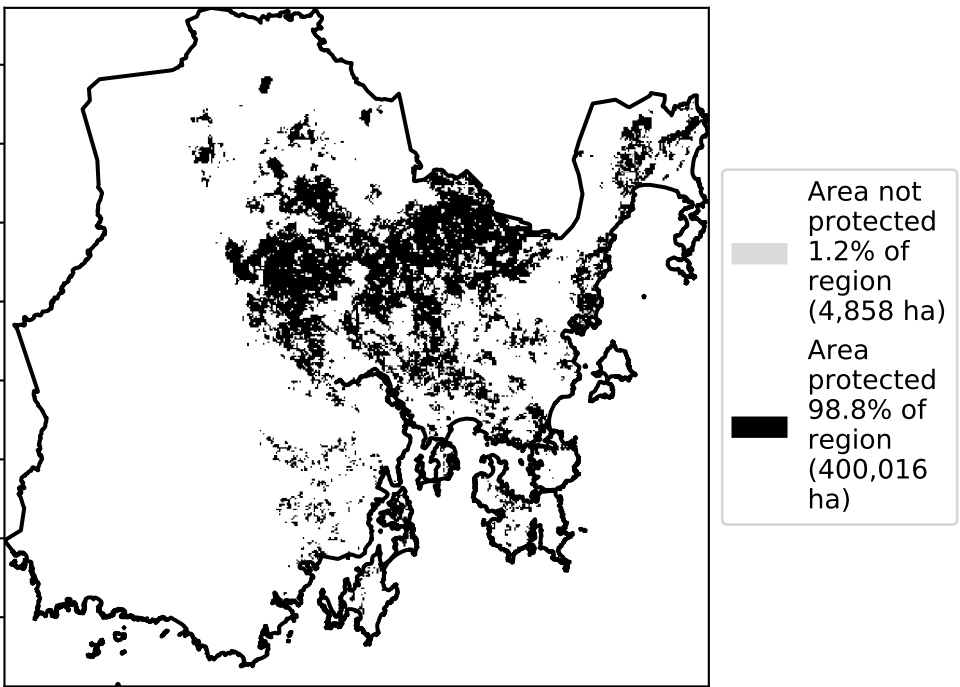 Area not
protected
1.2% of
region
(4,858 ha)
Area
protected
98.8% of
region
(400,016
ha)